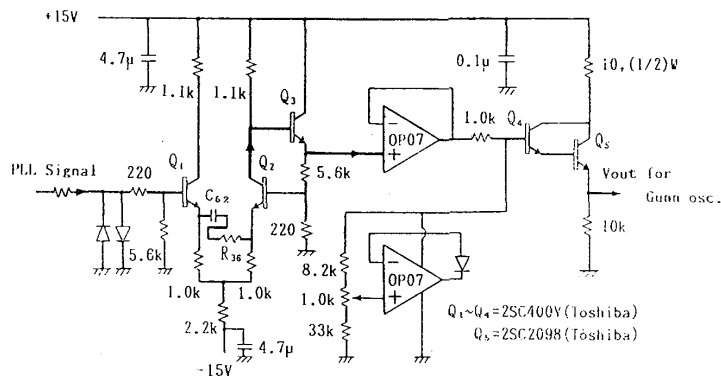 +15V
4.7μ
0.1μ
10,(1/2)W
1.1k
1.1k
Q3
OP07
1.0k
Q4
Q5
PLL Signal
220
Q1
Q2
5.6k
Vout for
Gunn osc.
C62
220
10k
5.6k
R36
8.2k
OP07
1.0k
1.0k
1.0k
33k
Q1~Q4=2SC400Y(Toshiba)
Q5=2SC2098(Toshiba)
2.2k
4.7μ
-15V